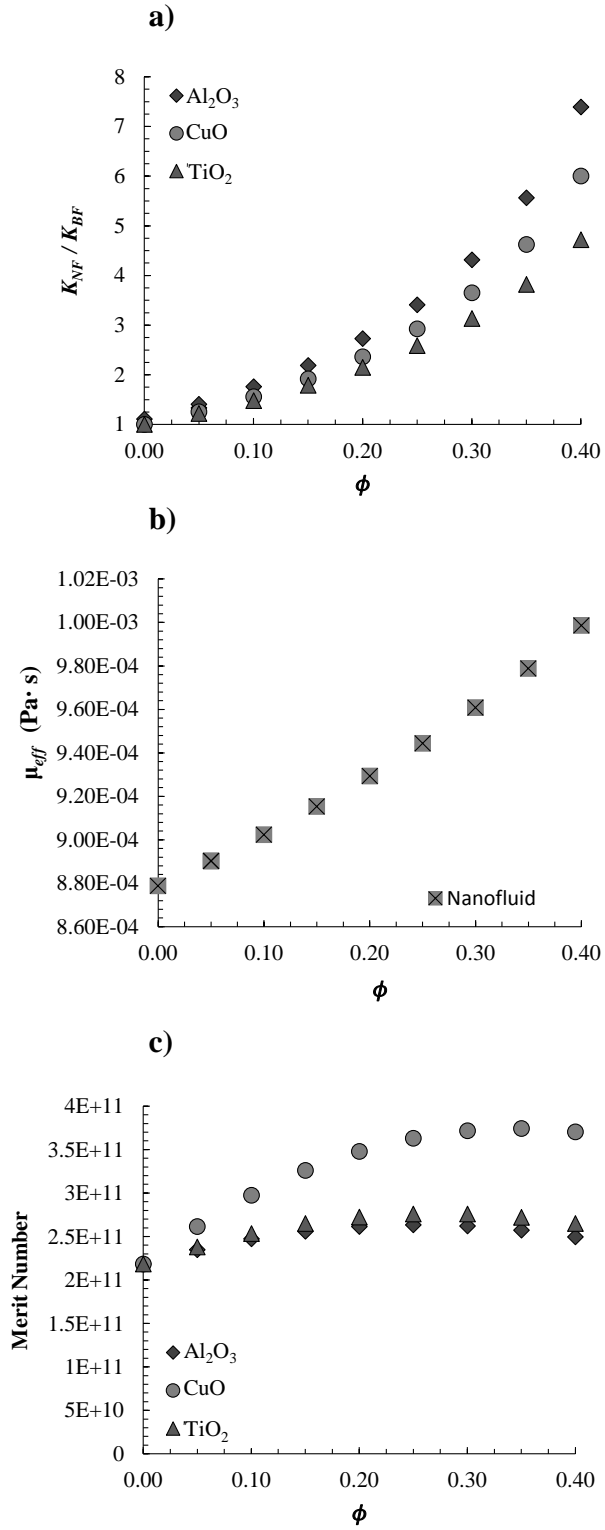 a)
8
7
6
5
4
3
2
1
K_NF / K_BF
Al₂O₃
CuO
TiO₂
0.00 0.10 0.20 0.30 0.40
ϕ
b)
1.02E-03
1.00E-03
9.80E-04
9.60E-04
9.40E-04
9.20E-04
9.00E-04
8.80E-04
8.60E-04
μ_eff (Pa· s)
Nanofluid
0.00 0.10 0.20 0.30 0.40
ϕ
c)
4E+11
3.5E+11
3E+11
2.5E+11
2E+11
1.5E+11
1E+11
5E+10
0
Merit Number
Al₂O₃
CuO
TiO₂
0.00 0.10 0.20 0.30 0.40
ϕ